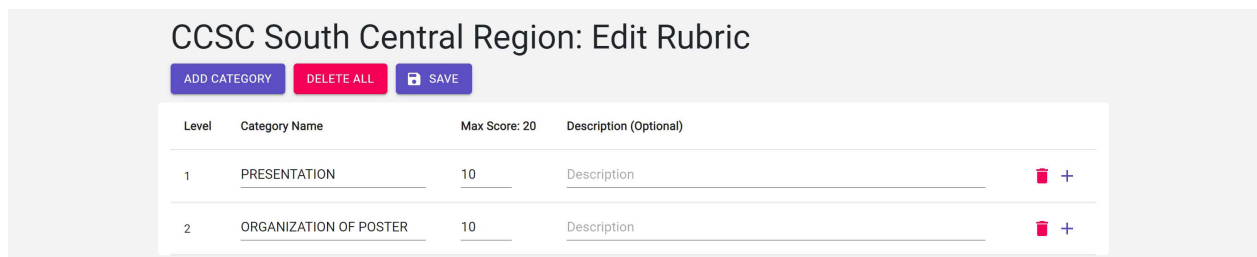 CCSC South Central Region: Edit Rubric
ADD CATEGORY DELETE ALL SAVE
Level Category Name Max Score: 20 Description (Optional)
1 PRESENTATION 10 Description
2 ORGANIZATION OF POSTER 10 Description